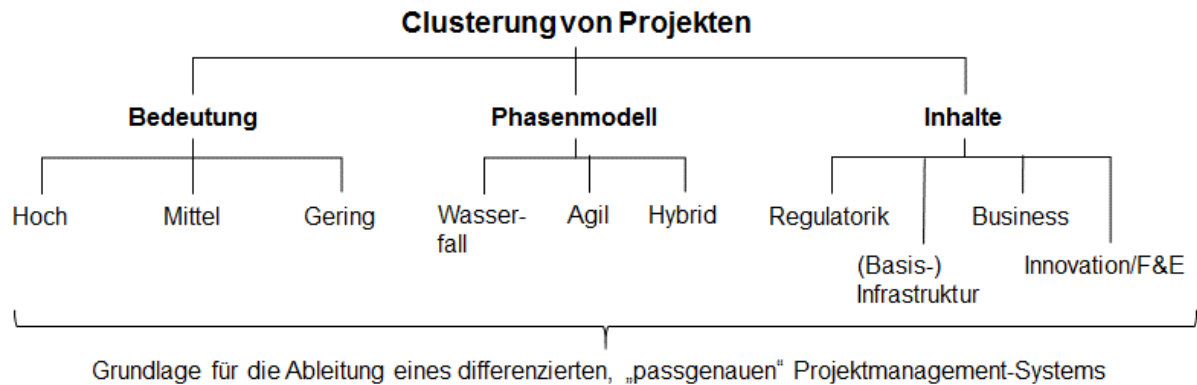 Clusterung von Projekten
Bedeutung Phasenmodell Inhalte
Hoch Mittel Gering Wasser- Agil Hybrid Regulatorik Business
fall
(Basis-) Innovation/F&E
Infrastruktur
Grundlage für die Ableitung eines differenzierten, „passgenauen“ Projektmanagement-Systems